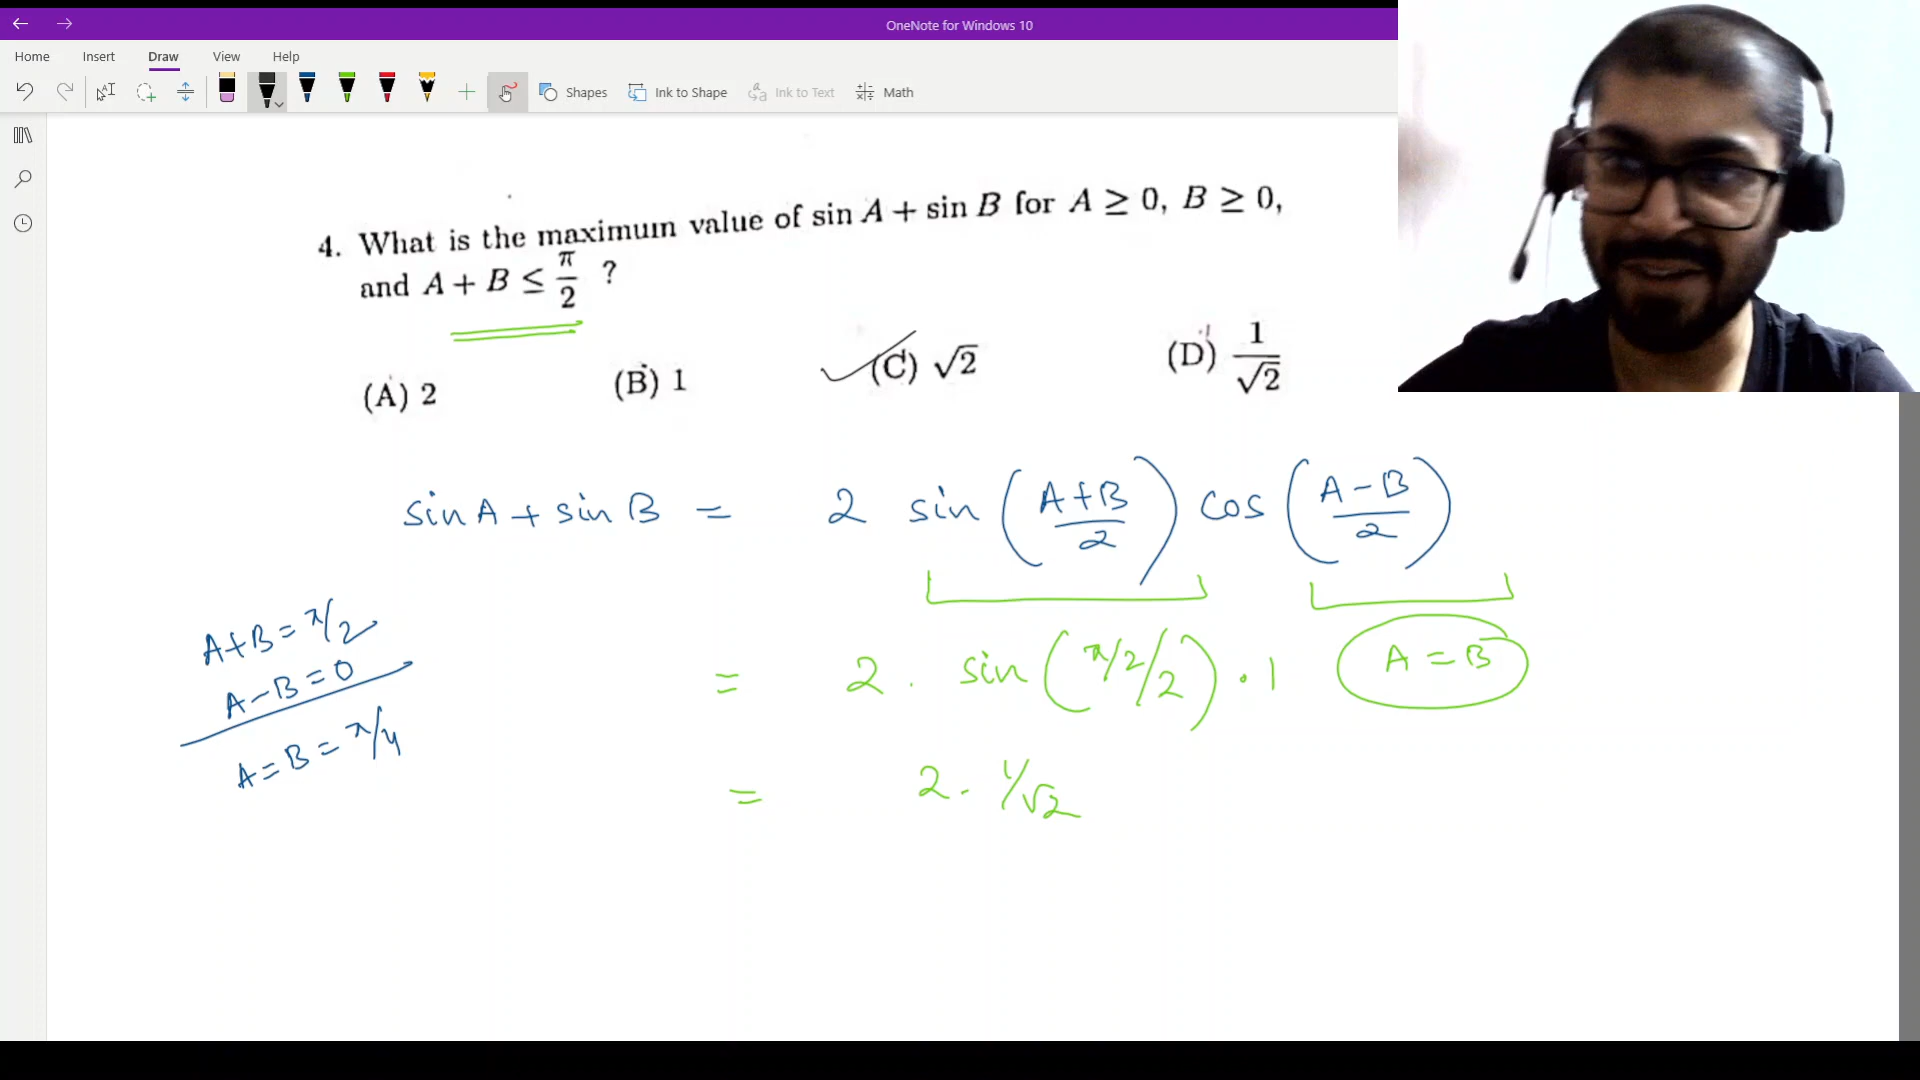 OneNote for Windows 10
Home Insert Draw View Help
Shapes Ink to Shape Ink to Text Math
4. What is the maximum value of sin A + sin B for A ≥ 0, B ≥ 0,
and A + B ≤ π/2 ?
(A) 2 (B) 1 (C) √2 (D) 1/√2
sin A + sin B = 2 sin (A+B/2) cos (A-B/2)
A+B = π/2
A-B = 0
A = B = π/4
= 2 . sin (π/2/2) . 1 A = B
= 2 . 1/√2